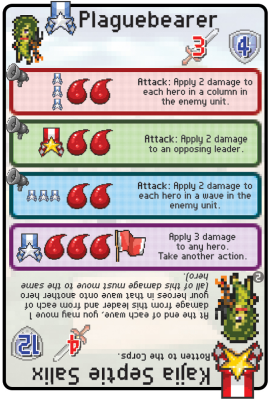 Plaguebearer
3
4
Attack: Apply 2 damage to
each hero in a column in
the enemy unit.
Attack: Apply 2 damage
to an opposing leader.
Attack: Apply 2 damage to
each hero in a wave in the
enemy unit.
Apply 3 damage
to any hero.
Take another action.
Kajia Septie Salix
Rotten to the Corps.
4
12
At the end of each wave, you may move 1
damage from this leader and from each of
your heroes in that wave onto another hero
(all of this damage must move to the same
hero).